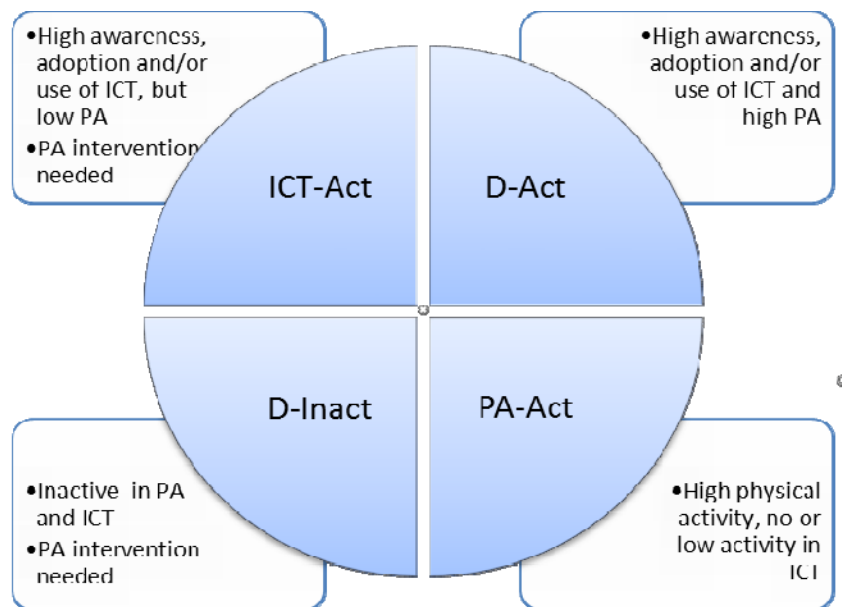 •High awareness,
adoption and/or
use of ICT, but
low PA
•PA intervention
needed
•High awareness,
adoption and/or
use of ICT and
high PA
ICT-Act
D-Act
D-Inact
PA-Act
•Inactive in PA
and ICT
•PA intervention
needed
•High physical
activity, no or
low activity in
ICT